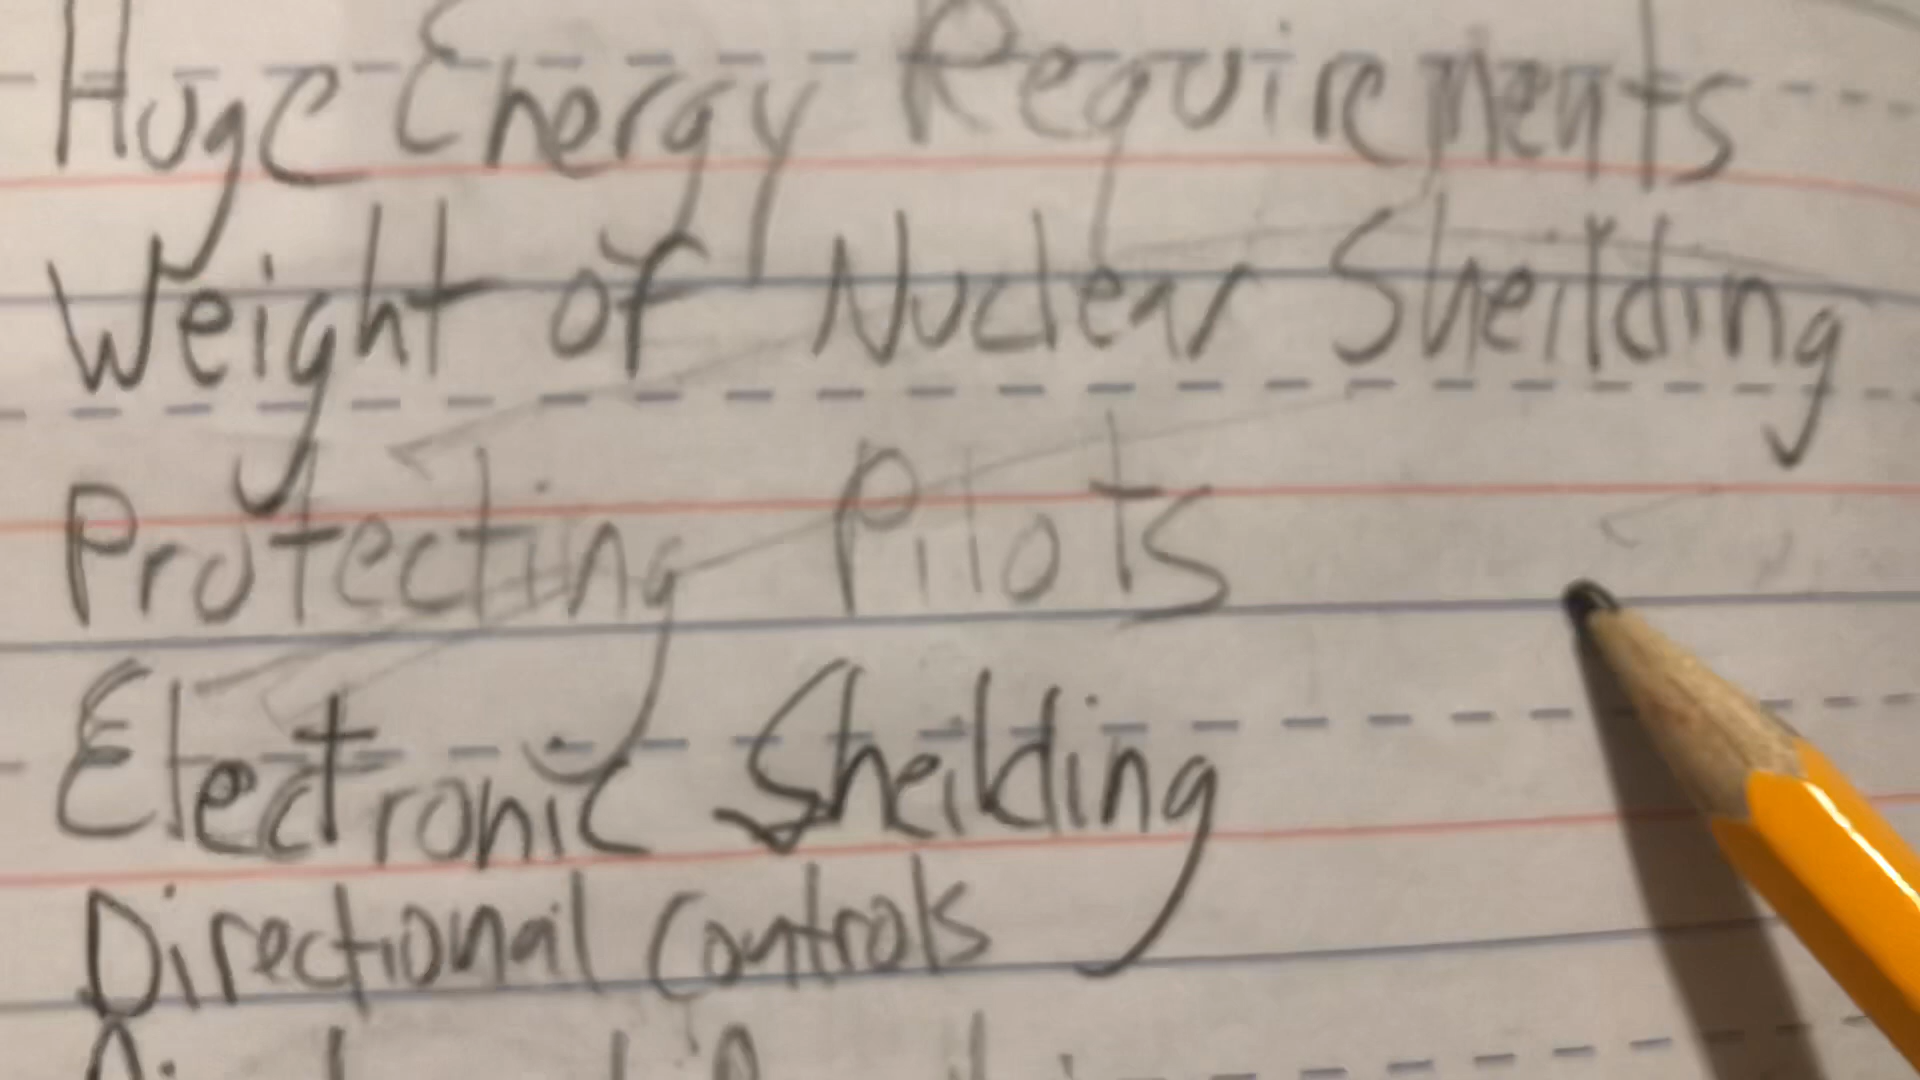 Huge Energy Requirements
Weight of Nuclear Sheilding
Protecting Pilots
Electronic Sheilding
Directional Controls